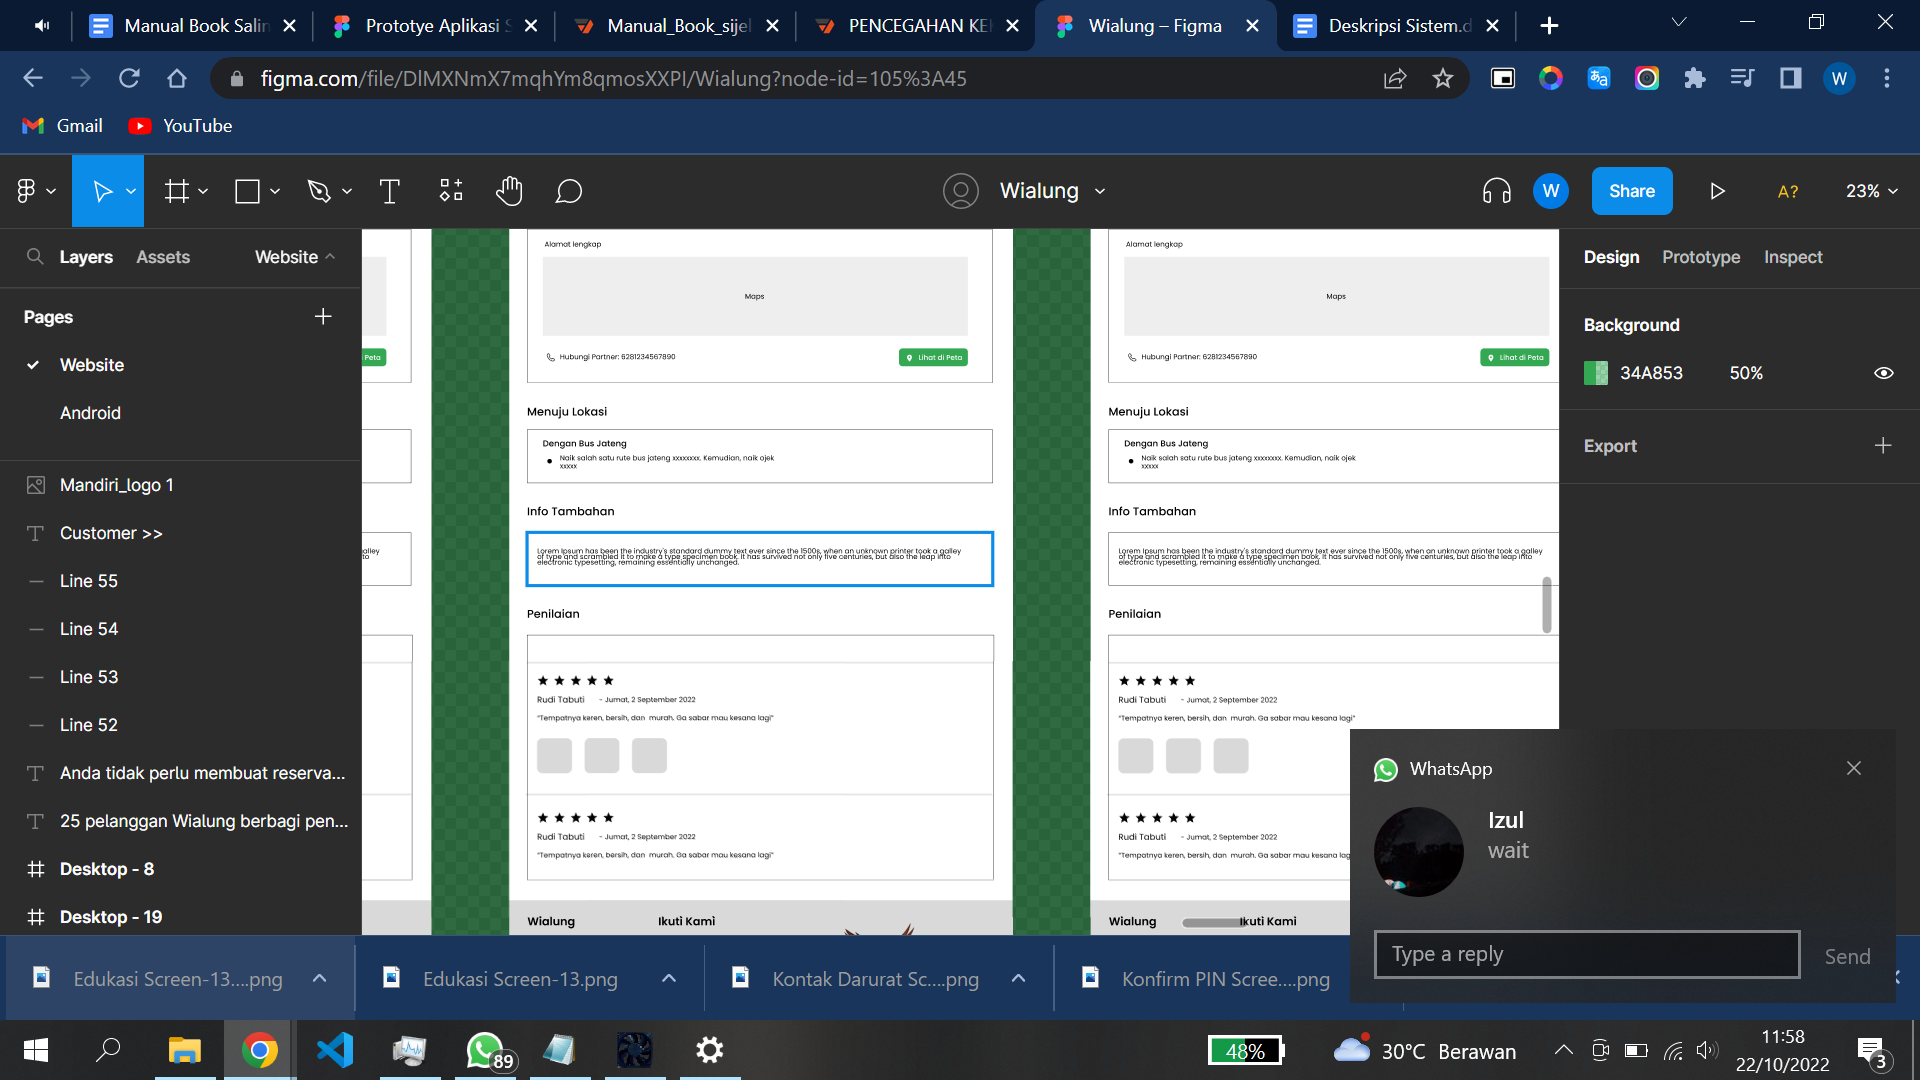 Manual Book Salin
Prototye Aplikasi S
Manual_Book_sijel
PENCEGAHAN KEK
Wialung – Figma
Deskripsi Sistem.d
figma.com/file/DlMXNmX7mqhYm8qmosXXPI/Wialung?node-id=105%3A45
W
Gmail
YouTube
Wialung
W
Share
A?
23%
Layers
Assets
Website
Design
Prototype
Inspect
Pages
Website
Android
Background
34A853
50%
Export
Mandiri_logo 1
Customer >>
Line 55
Line 54
Line 53
Line 52
Anda tidak perlu membuat reserva...
25 pelanggan Wialung berbagi pen...
Desktop - 8
Desktop - 19
i Peta
alley
to
Alamat lengkap
Maps
Hubungi Partner: 6281234567890
Lihat di Peta
Menuju Lokasi
Dengan Bus Jateng
Naik salah satu rute bus jateng xxxxxxxx. Kemudian, naik ojek
xxxxx
Info Tambahan
Lorem Ipsum has been the industry's standard dummy text ever since the 1500s, when an unknown printer took a galley
of type and scrambled it to make a type specimen book. It has survived not only five centuries, but also the leap into
electronic typesetting, remaining essentially unchanged.
Penilaian
Rudi Tabuti - Jumat, 2 September 2022
"Tempatnya keren, bersih, dan murah. Ga sabar mau kesana lagi"
Rudi Tabuti - Jumat, 2 September 2022
"Tempatnya keren, bersih, dan murah. Ga sabar mau kesana lagi"
Wialung
Ikuti Kami
Alamat lengkap
Maps
Hubungi Partner: 6281234567890
Lihat di Peta
Menuju Lokasi
Dengan Bus Jateng
Naik salah satu rute bus jateng xxxxxxxx. Kemudian, naik ojek
xxxxx
Info Tambahan
Lorem Ipsum has been the industry's standard dummy text ever since the 1500s, when an unknown printer took a galley
of type and scrambled it to make a type specimen book. It has survived not only five centuries, but also the leap into
electronic typesetting, remaining essentially unchanged.
Penilaian
Rudi Tabuti - Jumat, 2 September 2022
"Tempatnya keren, bersih, dan murah. Ga sabar mau kesana lagi"
Rudi Tabuti - Jumat, 2 September 2022
"Tempatnya keren, bersih, dan murah. Ga sabar mau kesana lag
Wialung
Ikuti Kami
WhatsApp
Izul
wait
Type a reply
Send
Edukasi Screen-13....png
Edukasi Screen-13.png
Kontak Darurat Sc....png
Konfirm PIN Scree....png
89
48%
30°C Berawan
11:58
22/10/2022
3